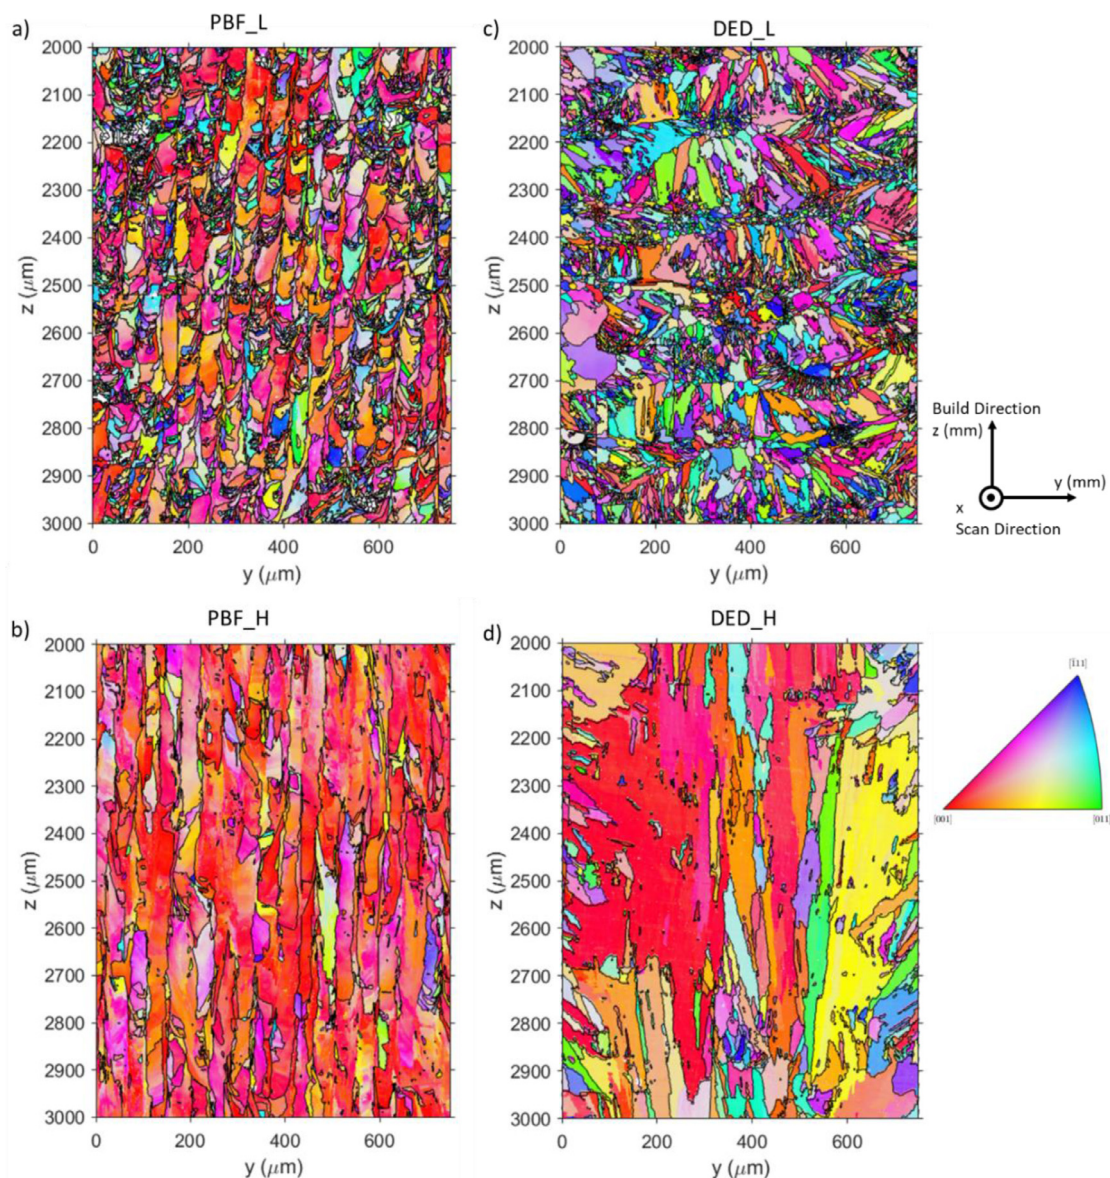 a) PBF_L
2000
2100
2200
2300
2400
2500
2600
2700
2800
2900
3000
z (μm)
0 200 400 600
y (μm)
c) DED_L
2000
2100
2200
2300
2400
2500
2600
2700
2800
2900
3000
z (μm)
0 200 400 600
y (μm)
Build Direction
z (mm)
y (mm)
x
Scan Direction
b) PBF_H
2000
2100
2200
2300
2400
2500
2600
2700
2800
2900
3000
z (μm)
0 200 400 600
y (μm)
d) DED_H
2000
2100
2200
2300
2400
2500
2600
2700
2800
2900
3000
z (μm)
0 200 400 600
y (μm)
[1̄11]
[001] [011]